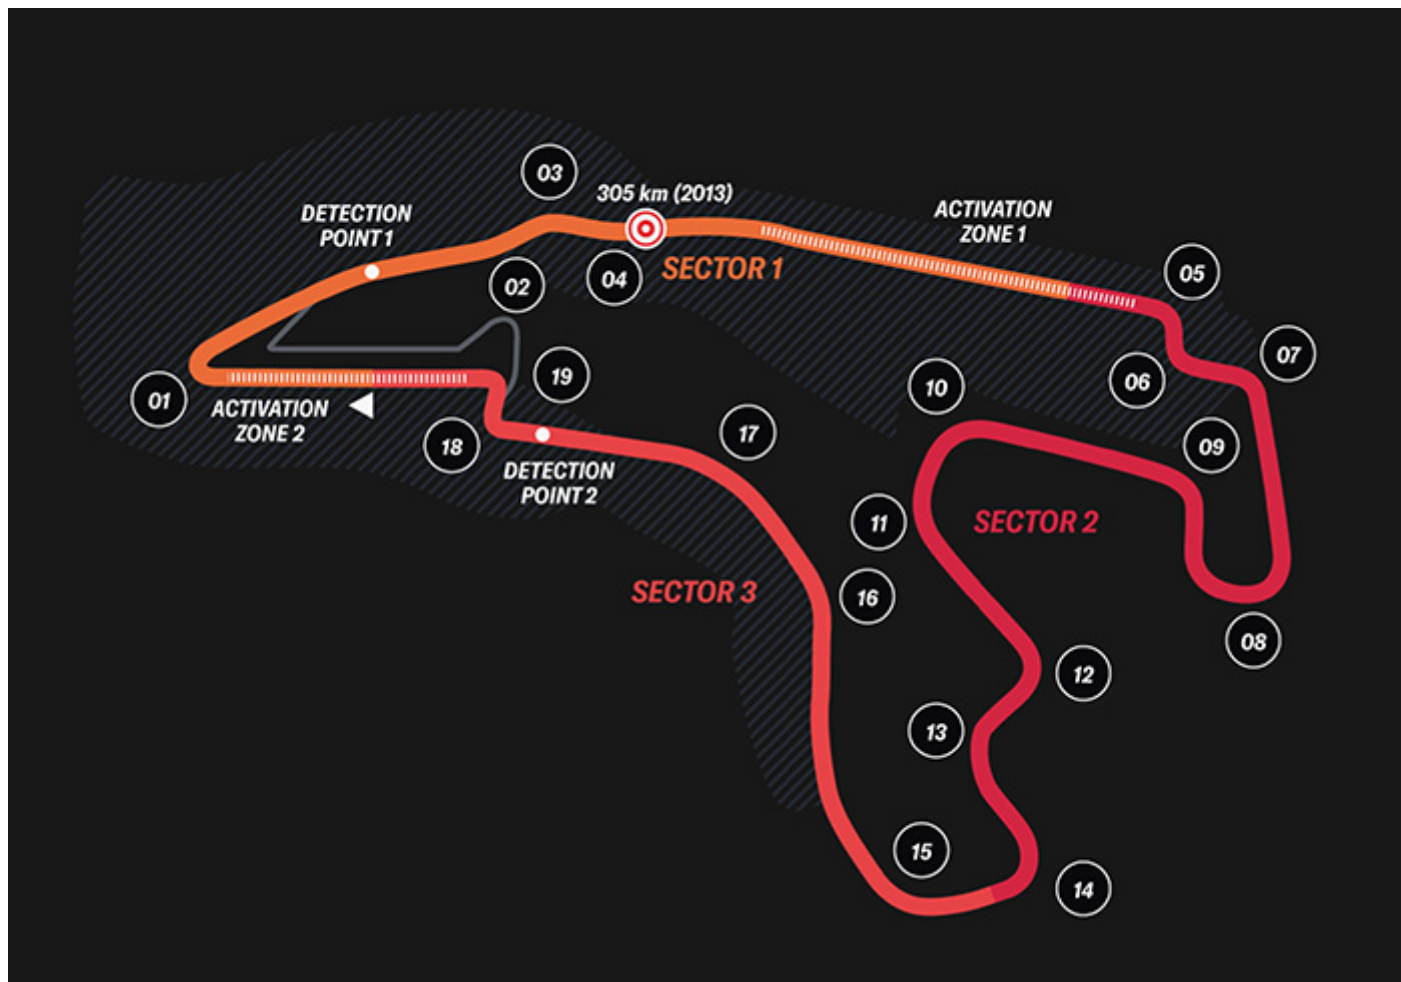 03
305 km (2013)
DETECTION
POINT 1
ACTIVATION
ZONE 1
02
04
SECTOR 1
05
07
06
10
19
01
ACTIVATION
ZONE 2
18
17
09
DETECTION
POINT 2
11
SECTOR 2
SECTOR 3
16
08
12
13
15
14